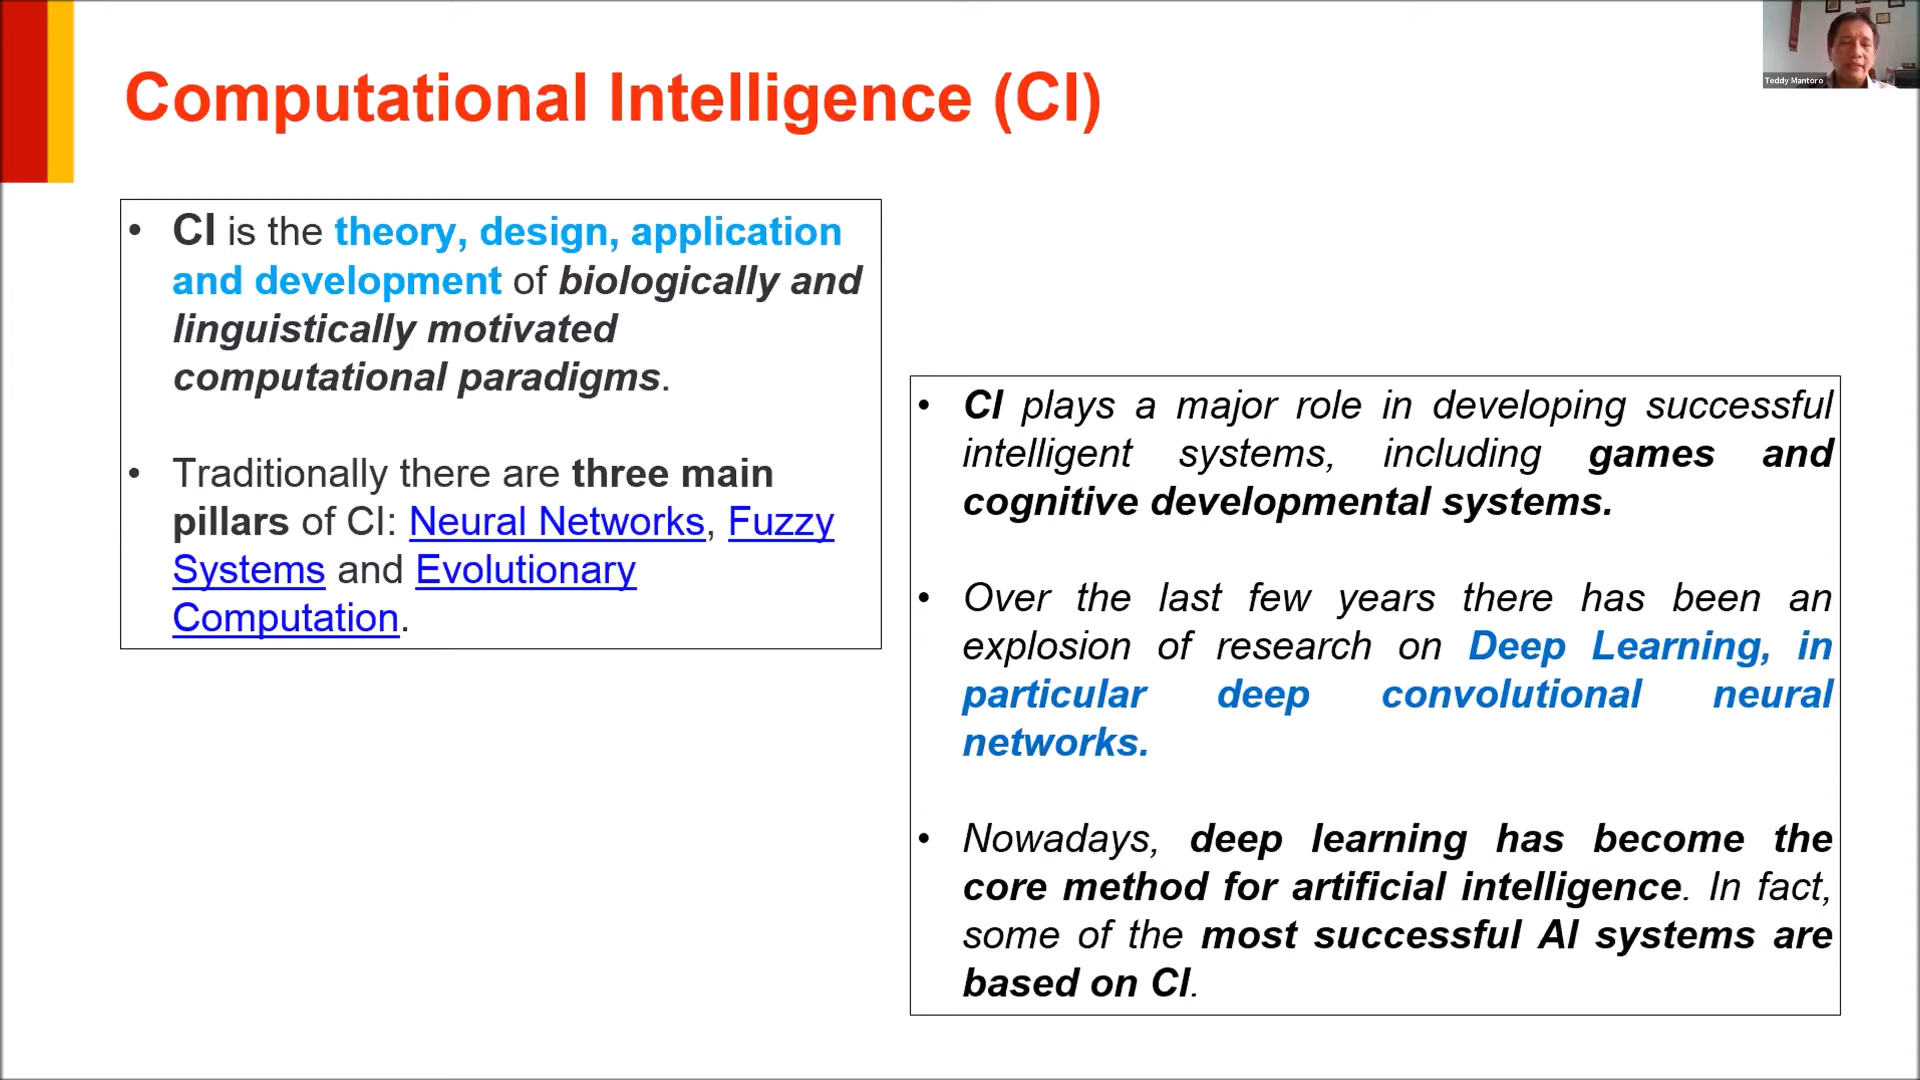 Computational Intelligence (CI)
Teddy Mantoro
• CI is the theory, design, application
and development of biologically and
linguistically motivated
computational paradigms.
• Traditionally there are three main
pillars of CI: Neural Networks, Fuzzy
Systems and Evolutionary
Computation.
• CI plays a major role in developing successful
intelligent systems, including games and
cognitive developmental systems.
• Over the last few years there has been an
explosion of research on Deep Learning, in
particular deep convolutional neural
networks.
• Nowadays, deep learning has become the
core method for artificial intelligence. In fact,
some of the most successful AI systems are
based on CI.